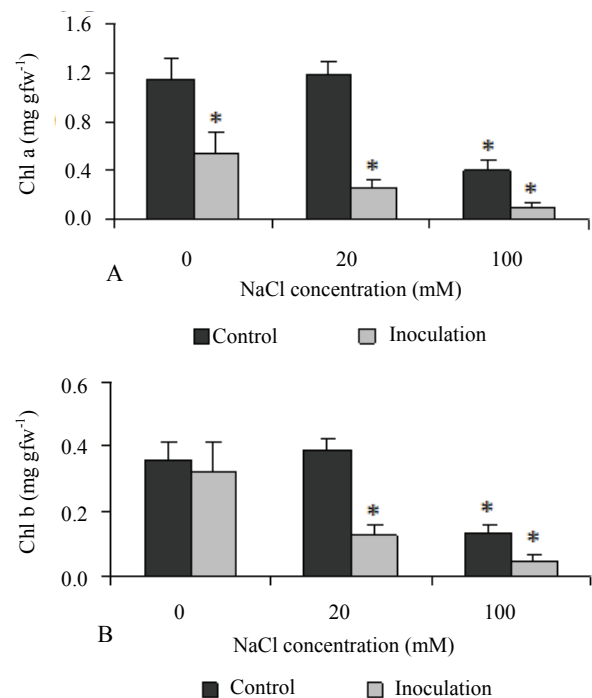 1.6
1.2
0.8
0.4
0.0
Chl a (mg gfw-1)
*
*
*
*
0 20 100
A
NaCl concentration (mM)
Control Inoculation
0.6
0.4
0.2
0.0
Chl b (mg gfw-1)
*
*
*
0 20 100
B
NaCl concentration (mM)
Control Inoculation